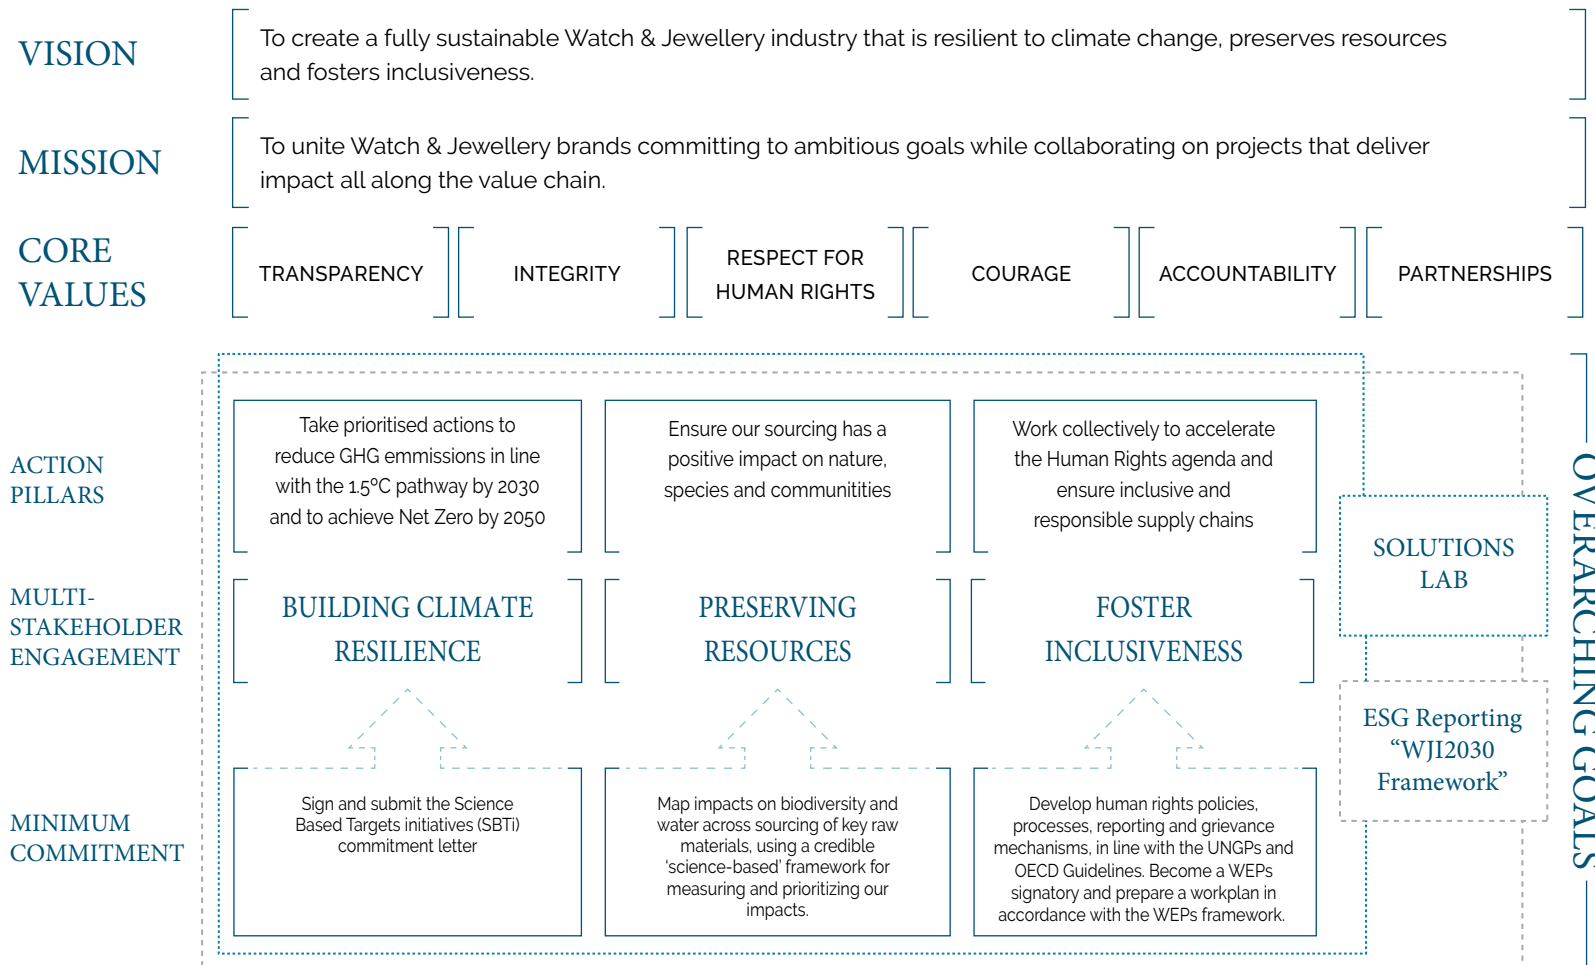 VISION
To create a fully sustainable Watch & Jewellery industry that is resilient to climate change, preserves resources
and fosters inclusiveness.
MISSION
To unite Watch & Jewellery brands committing to ambitious goals while collaborating on projects that deliver
impact all along the value chain.
CORE
VALUES
TRANSPARENCY
INTEGRITY
RESPECT FOR
HUMAN RIGHTS
COURAGE
ACCOUNTABILITY
PARTNERSHIPS
ACTION
PILLARS
Take prioritised actions to
reduce GHG emmissions in line
with the 1.5ºC pathway by 2030
and to achieve Net Zero by 2050
Ensure our sourcing has a
positive impact on nature,
species and communitities
Work collectively to accelerate
the Human Rights agenda and
ensure inclusive and
responsible supply chains
MULTI-
STAKEHOLDER
ENGAGEMENT
BUILDING CLIMATE
RESILIENCE
PRESERVING
RESOURCES
FOSTER
INCLUSIVENESS
MINIMUM
COMMITMENT
Sign and submit the Science
Based Targets initiatives (SBTi)
commitment letter
Map impacts on biodiversity and
water across sourcing of key raw
materials, using a credible
‘science-based’ framework for
measuring and prioritizing our
impacts.
Develop human rights policies,
processes, reporting and grievance
mechanisms, in line with the UNGPs and
OECD Guidelines. Become a WEPs
signatory and prepare a workplan in
accordance with the WEPs framework.
SOLUTIONS
LAB
ESG Reporting
“WJI2030
Framework”
OVERARCHING GOALS